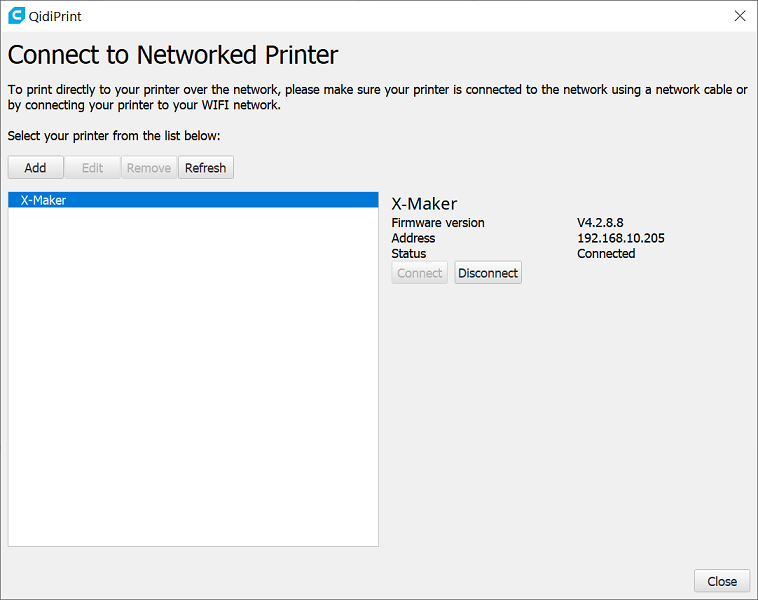 QidiPrint
Connect to Networked Printer
To print directly to your printer over the network, please make sure your printer is connected to the network using a network cable or
by connecting your printer to your WIFI network.
Select your printer from the list below:
Add Edit Remove Refresh
X-Maker
X-Maker
Firmware version V4.2.8.8
Address 192.168.10.205
Status Connected
Connect Disconnect
Close